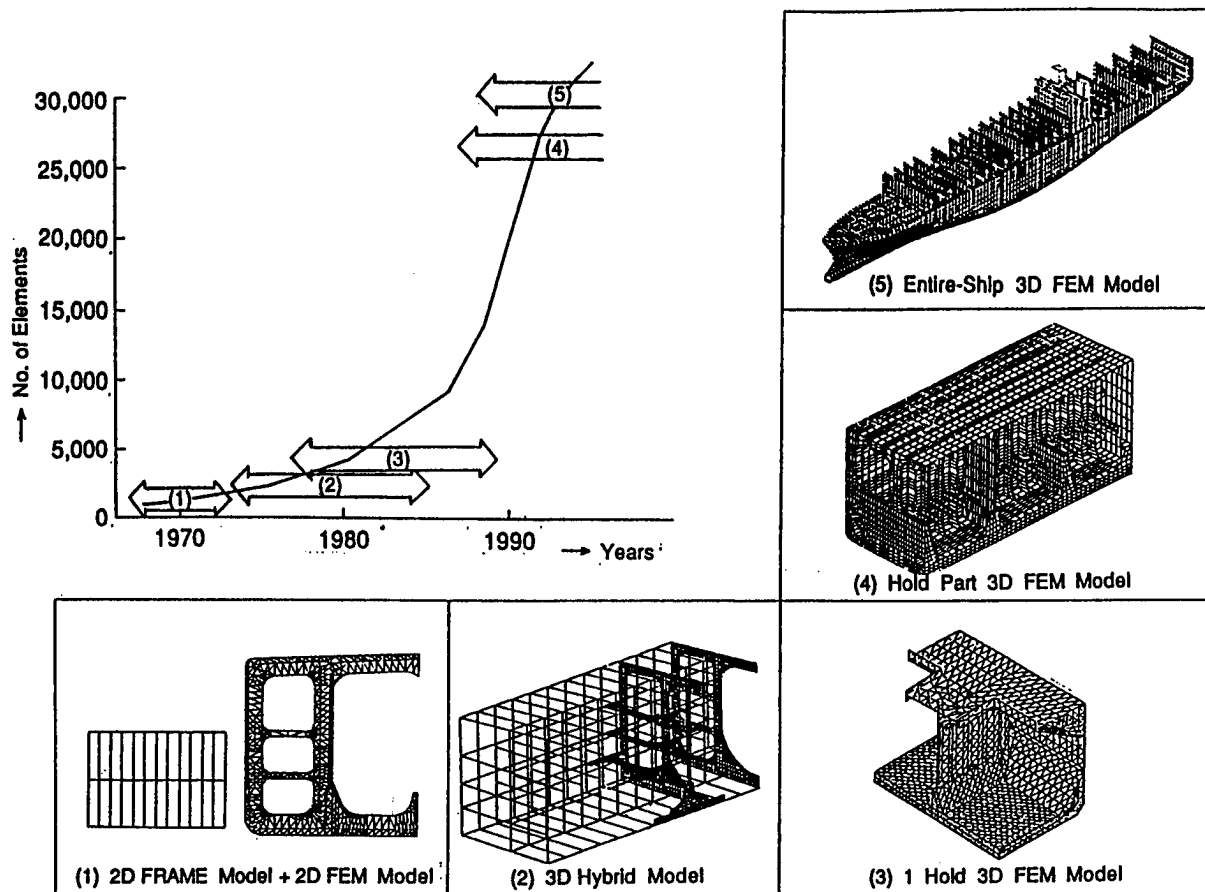 → No. of Elements
30,000
25,000
20,000
15,000
10,000
5,000
0
1970
1980
1990
→ Years
(1)
(2)
(3)
(4)
(5)
(5) Entire-Ship 3D FEM Model
(4) Hold Part 3D FEM Model
(1) 2D FRAME Model + 2D FEM Model
(2) 3D Hybrid Model
(3) 1 Hold 3D FEM Model